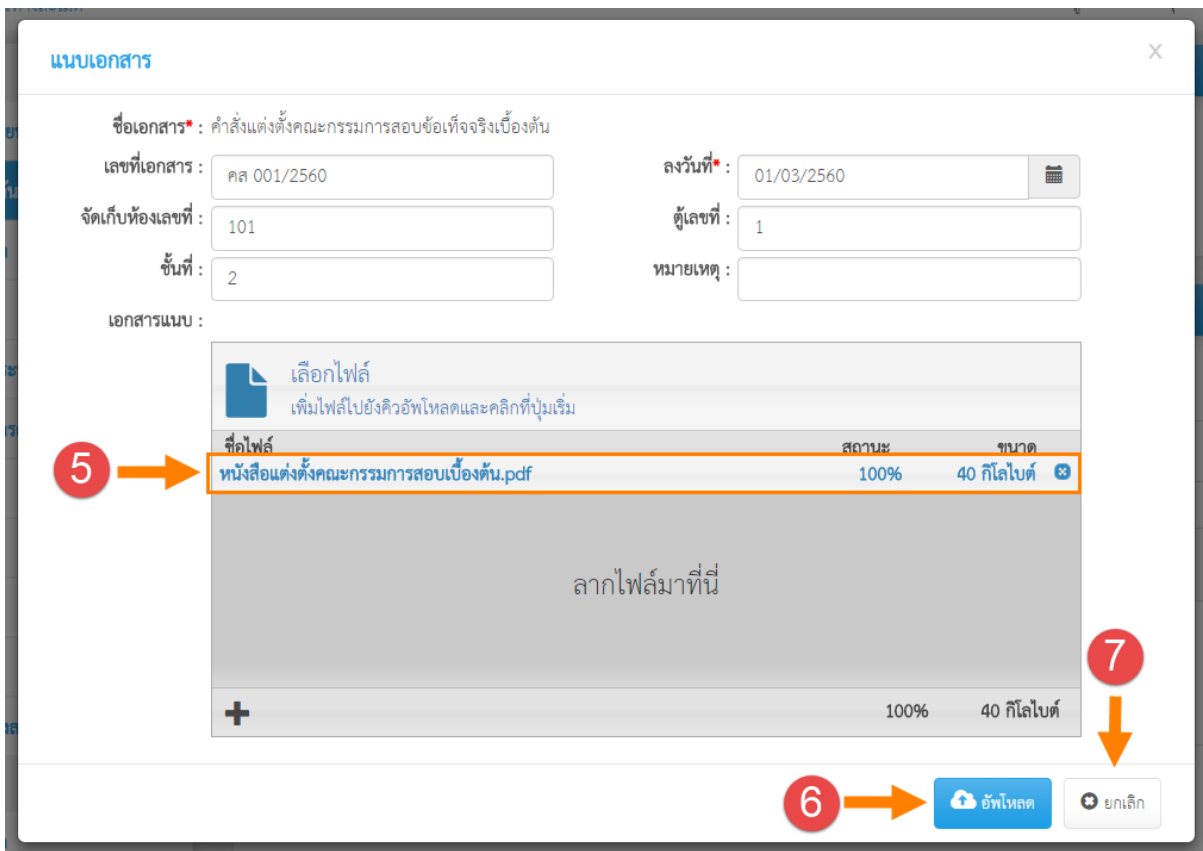 แนบเอกสาร X
ชื่อเอกสาร* : คำสั่งแต่งตั้งคณะกรรมการสอบข้อเท็จจริงเบื้องต้น
เลขที่เอกสาร : คส 001/2560 ลงวันที่* : 01/03/2560
จัดเก็บห้องเลขที่ : 101 ตู้เลขที่ : 1
ชั้นที่ : 2 หมายเหตุ :
เอกสารแนบ :
เลือกไฟล์
เพิ่มไฟล์ไปยังคิวอัพโหลดและคลิกที่ปุ่มเริ่ม
ชื่อไฟล์ สถานะ ขนาด
5 หนังสือแต่งตั้งคณะกรรมการสอบเบื้องต้น.pdf 100% 40 กิโลไบต์
ลากไฟล์มาที่นี่
7
100% 40 กิโลไบต์
6 อัพโหลด ยกเลิก